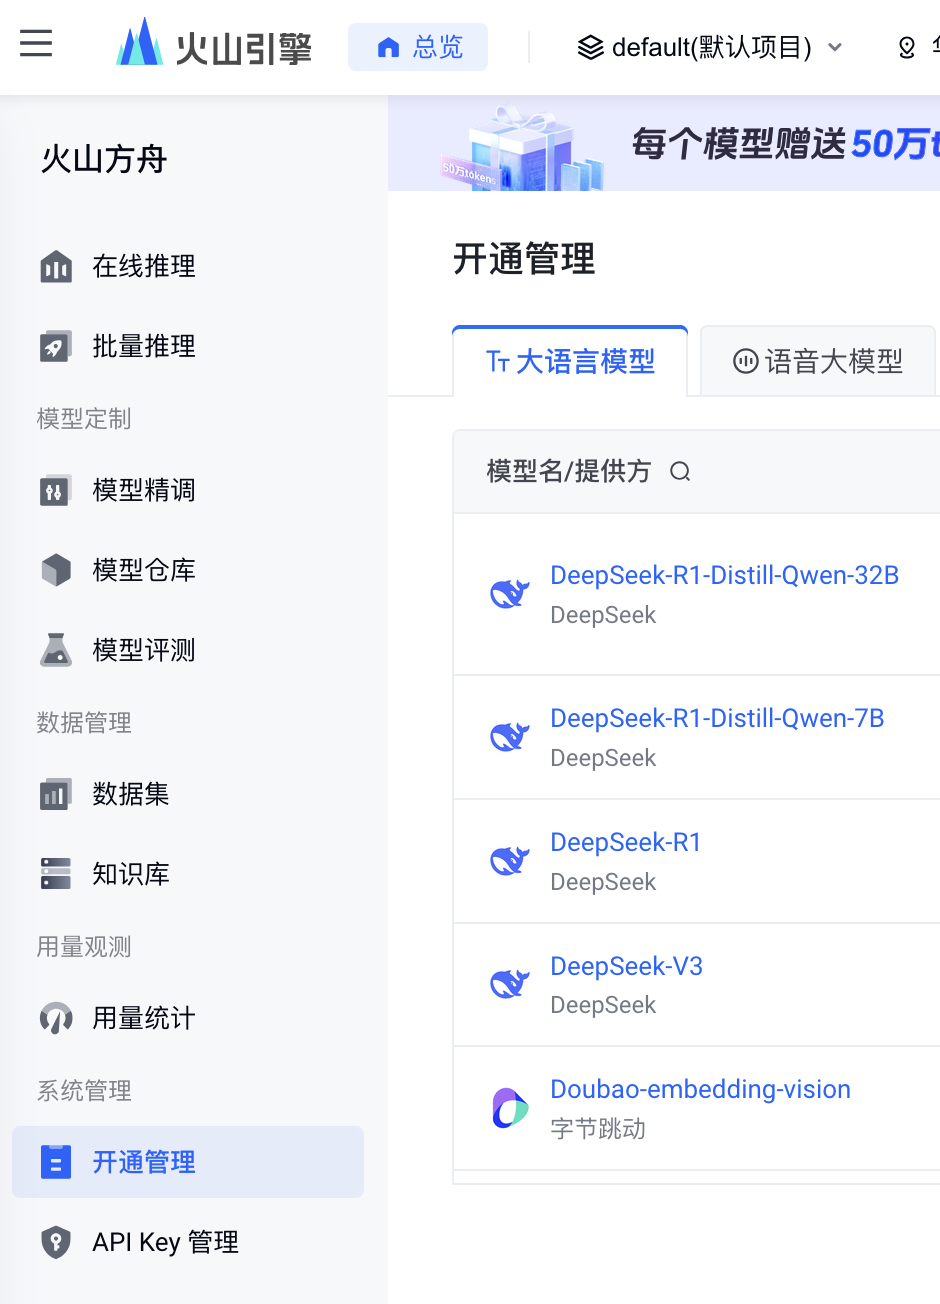 火山引擎
总览
default(默认项目)
火山方舟
50万tokens
每个模型赠送50万t
在线推理
批量推理
模型定制
模型精调
模型仓库
模型评测
数据管理
数据集
知识库
用量观测
用量统计
系统管理
开通管理
API Key 管理
开通管理
大语言模型
语音大模型
模型名/提供方
DeepSeek-R1-Distill-Qwen-32B
DeepSeek
DeepSeek-R1-Distill-Qwen-7B
DeepSeek
DeepSeek-R1
DeepSeek
DeepSeek-V3
DeepSeek
Doubao-embedding-vision
字节跳动